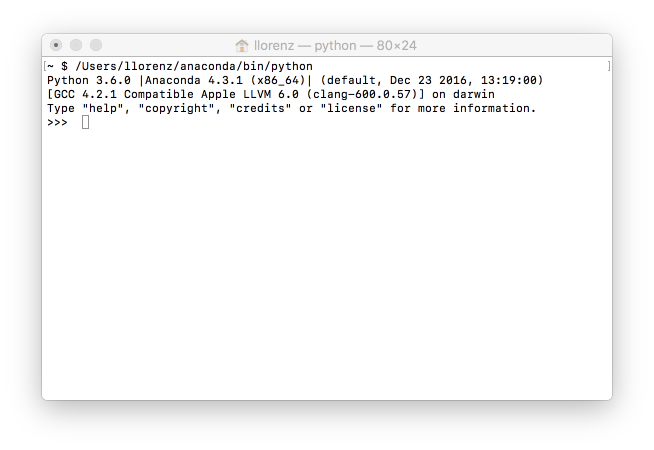 llorenz — python — 80×24
[~ $ /Users/llorenz/anaconda/bin/python ]
Python 3.6.0 |Anaconda 4.3.1 (x86_64)| (default, Dec 23 2016, 13:19:00)
[GCC 4.2.1 Compatible Apple LLVM 6.0 (clang-600.0.57)] on darwin
Type "help", "copyright", "credits" or "license" for more information.
>>>